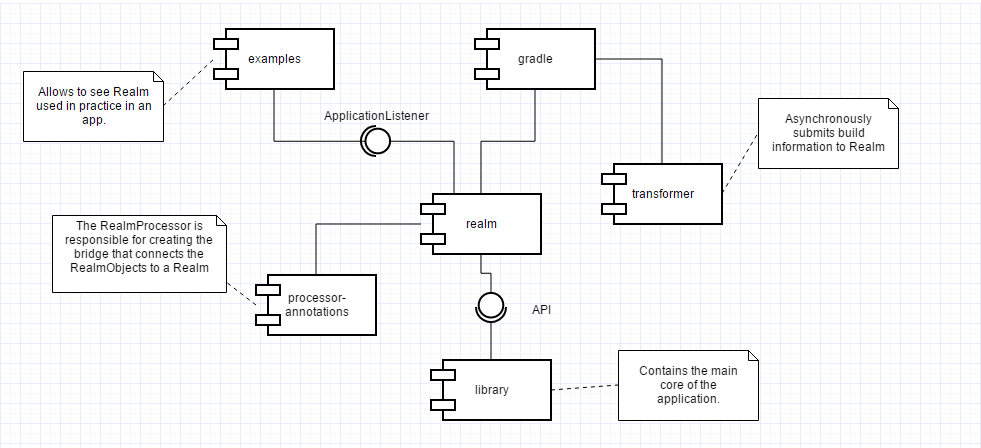 examples
gradle
Allows to see Realm
used in practice in an
app.
ApplicationListener
Asynchronously
submits build
information to Realm
transformer
realm
The RealmProcessor is
responsible for creating the
bridge that connects the
RealmObjects to a Realm
processor-
annotations
API
library
Contains the main
core of the
application.